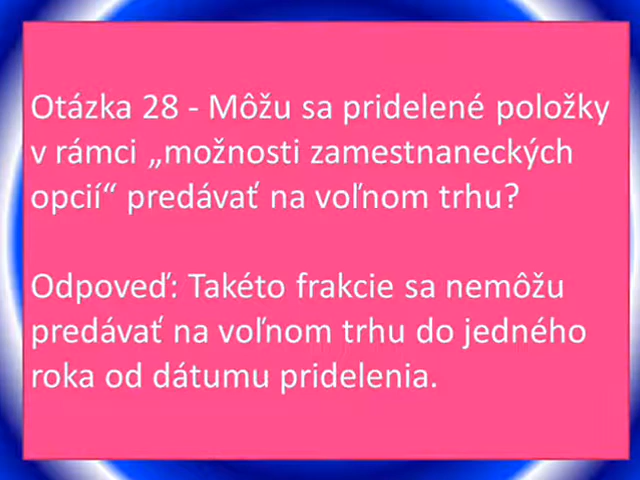 Otázka 28 - Môžu sa pridelené položky
v rámci „možnosti zamestnaneckých
opcií“ predávať na voľnom trhu?
Odpoveď: Takéto frakcie sa nemôžu
predávať na voľnom trhu do jedného
roka od dátumu pridelenia.